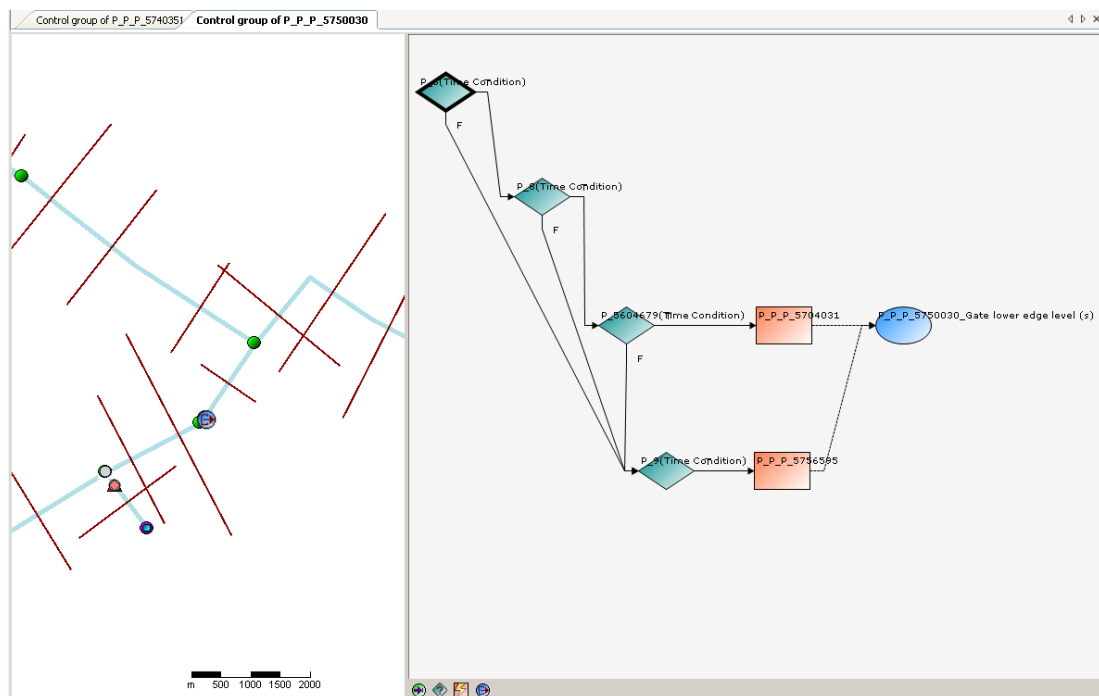 Control group of P_P_P_5740351
Control group of P_P_P_5750030
(Time Condition)
F
P_8(Time Condition)
F
P_5604679(Time Condition)
P_P_P_5704031
P_P_P_5750030_Gate lower edge level (s)
F
P_9(Time Condition)
P_P_P_5756595
m 500 1000 1500 2000